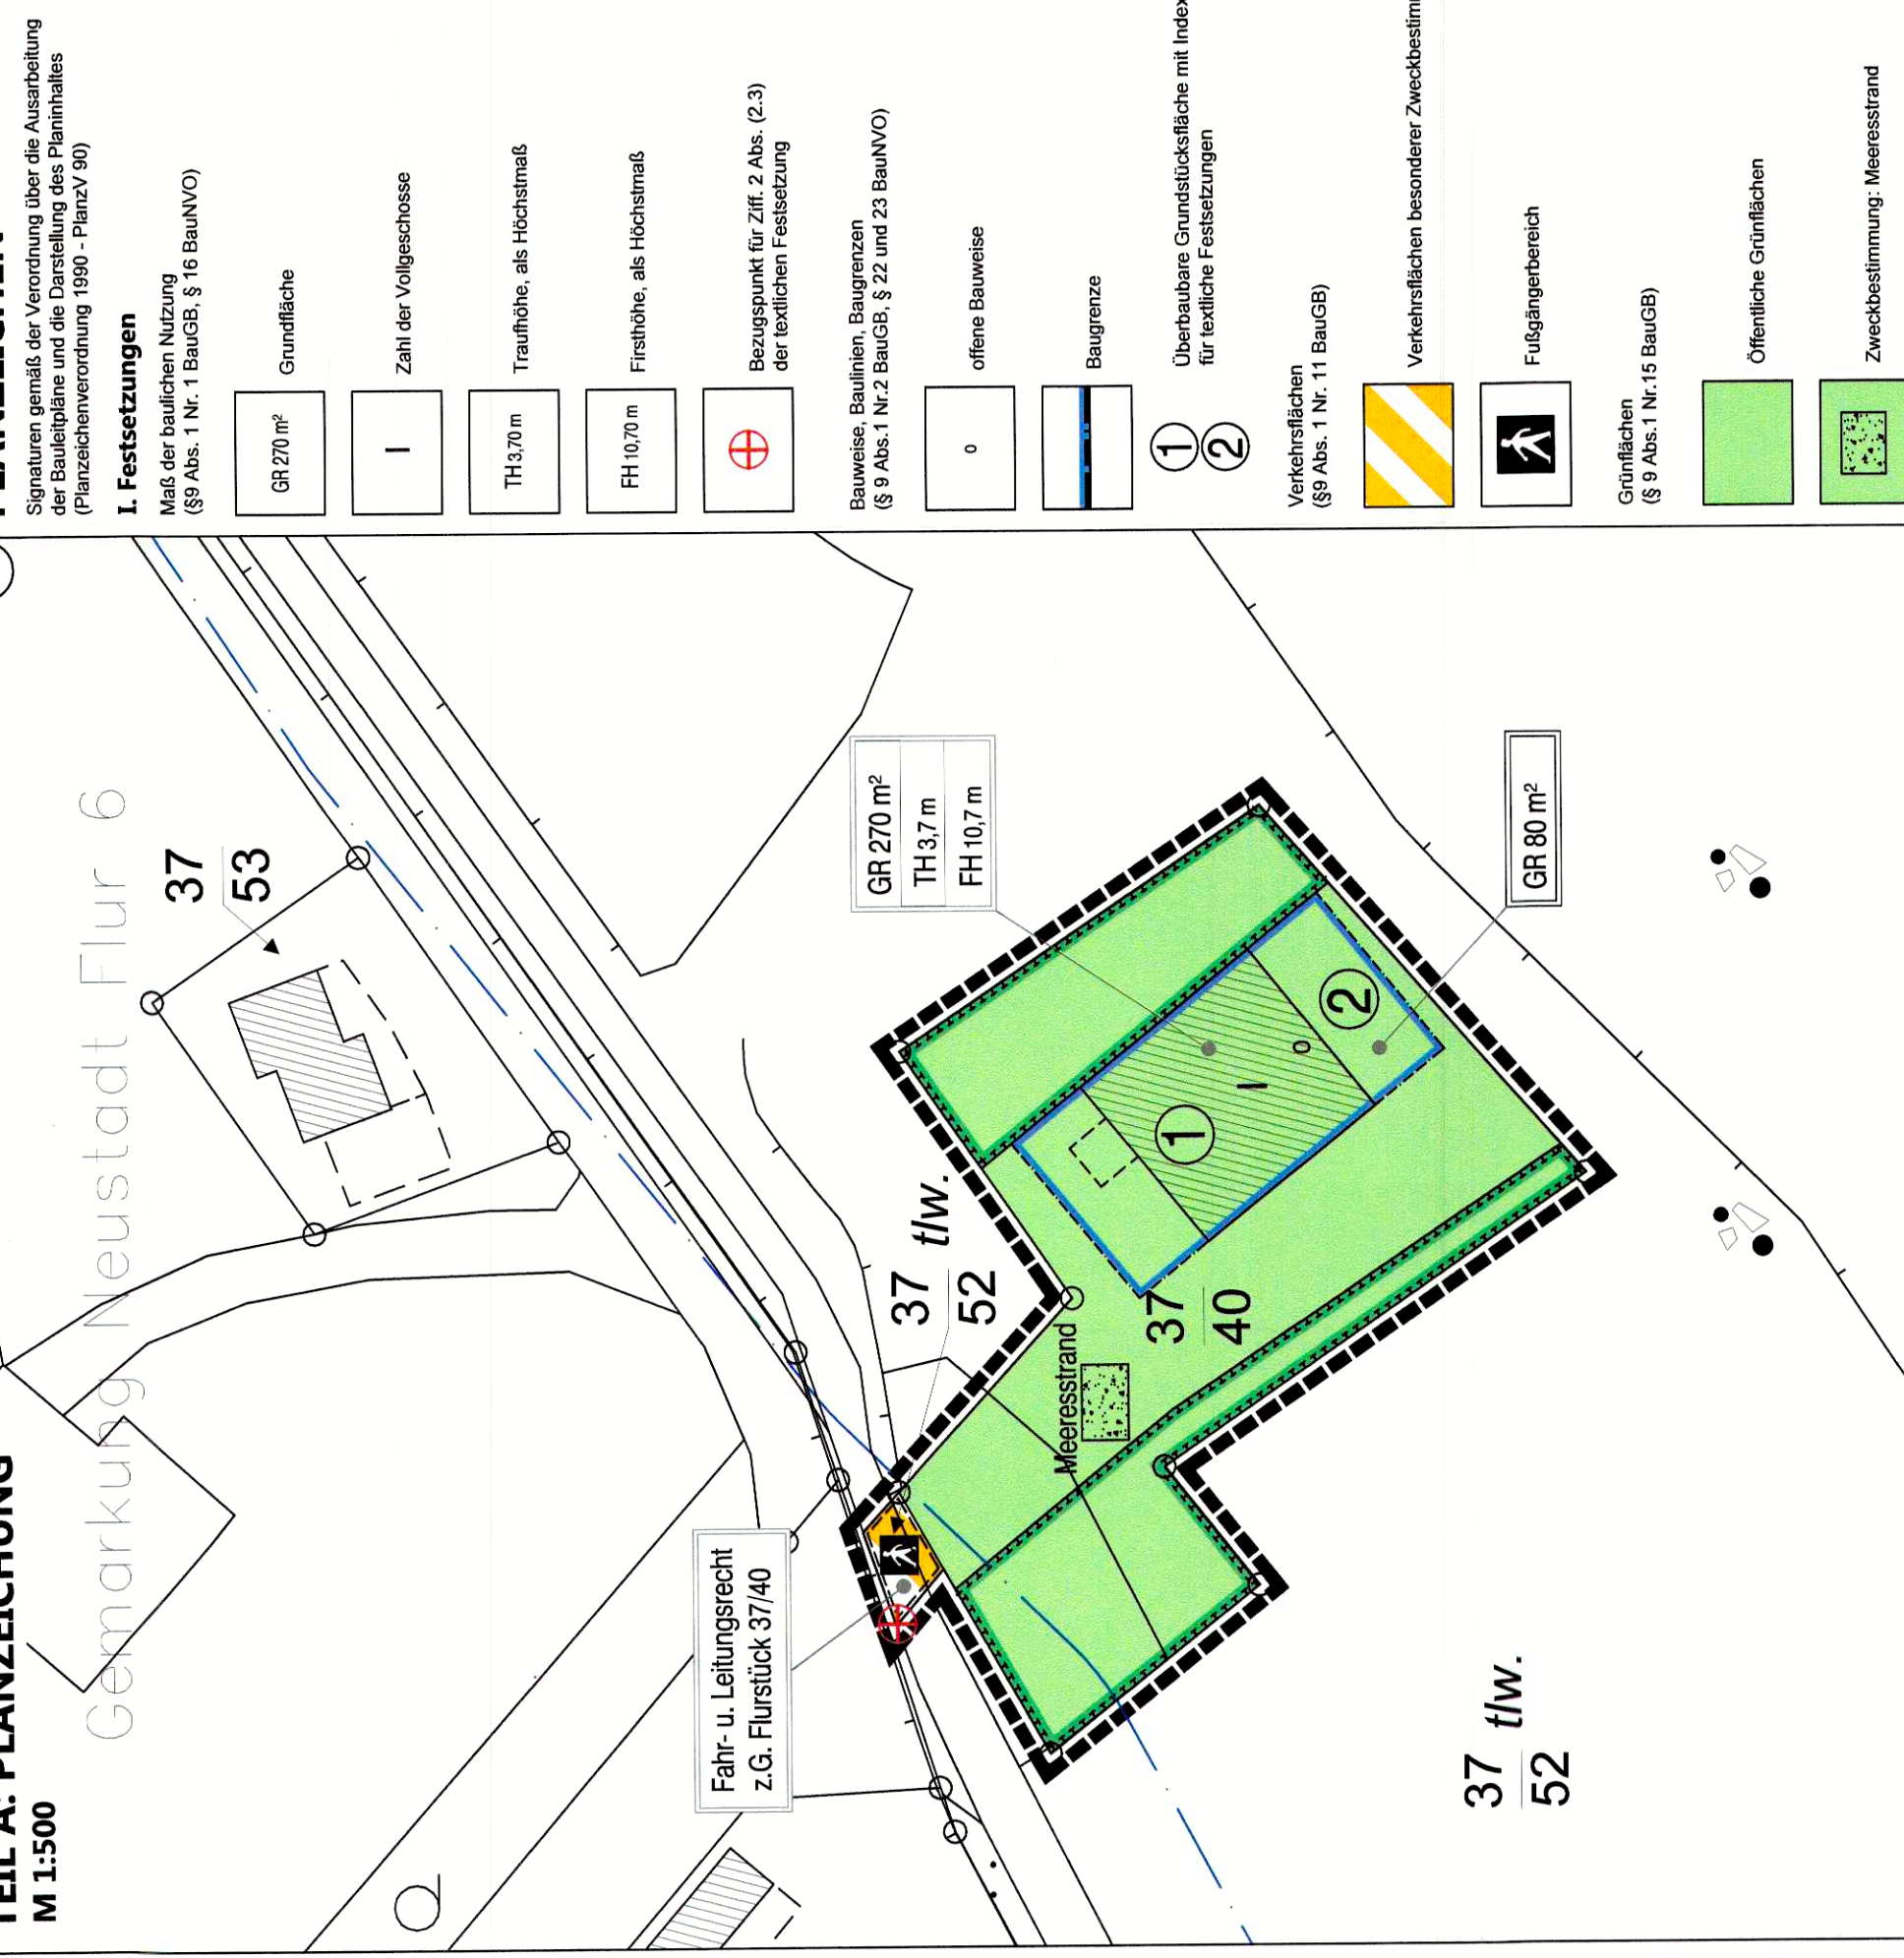 TEIL A: PLANZEICHNUNG
M 1:500
Gemarkung Neustadt Flur 6
37
53
GR 270 m²
TH 3,7 m
FH 10,7 m
37 tlw.
52
Fahr- u. Leitungsrecht
z.G. Flurstück 37/40
Meeresstrand
37
40
1
I
o
2
GR 80 m²
37 tlw.
52
Signaturen gemäß der Verordnung über die Ausarbeitung
der Bauleitpläne und die Darstellung des Planinhaltes
(Planzeichenverordnung 1990 - PlanzV 90)
I. Festsetzungen
Maß der baulichen Nutzung
(§9 Abs. 1 Nr. 1 BauGB, § 16 BauNVO)
GR 270 m² Grundfläche
I Zahl der Vollgeschosse
TH 3,70 m Traufhöhe, als Höchstmaß
FH 10,70 m Firsthöhe, als Höchstmaß
Bezugspunkt für Ziff. 2 Abs. (2.3)
der textlichen Festsetzung
Bauweise, Baulinien, Baugrenzen
(§ 9 Abs.1 Nr.2 BauGB, § 22 und 23 BauNVO)
o offene Bauweise
Baugrenze
1 Überbaubare Grundstücksfläche mit Index
2 für textliche Festsetzungen
Verkehrsflächen
(§9 Abs. 1 Nr. 11 BauGB)
Verkehrsflächen besonderer
Fußgängerbereich
Grünflächen
(§ 9 Abs.1 Nr.15 BauGB)
Öffentliche Grünflächen
Zweckbestimmung: Meeresstrand